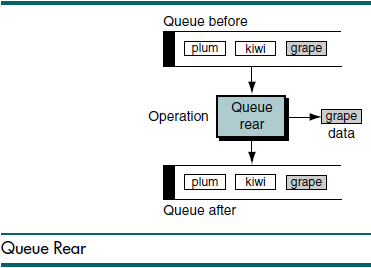 Queue before
plum kiwi grape
Operation
Queue
rear
grape
data
plum kiwi grape
Queue after
Queue Rear